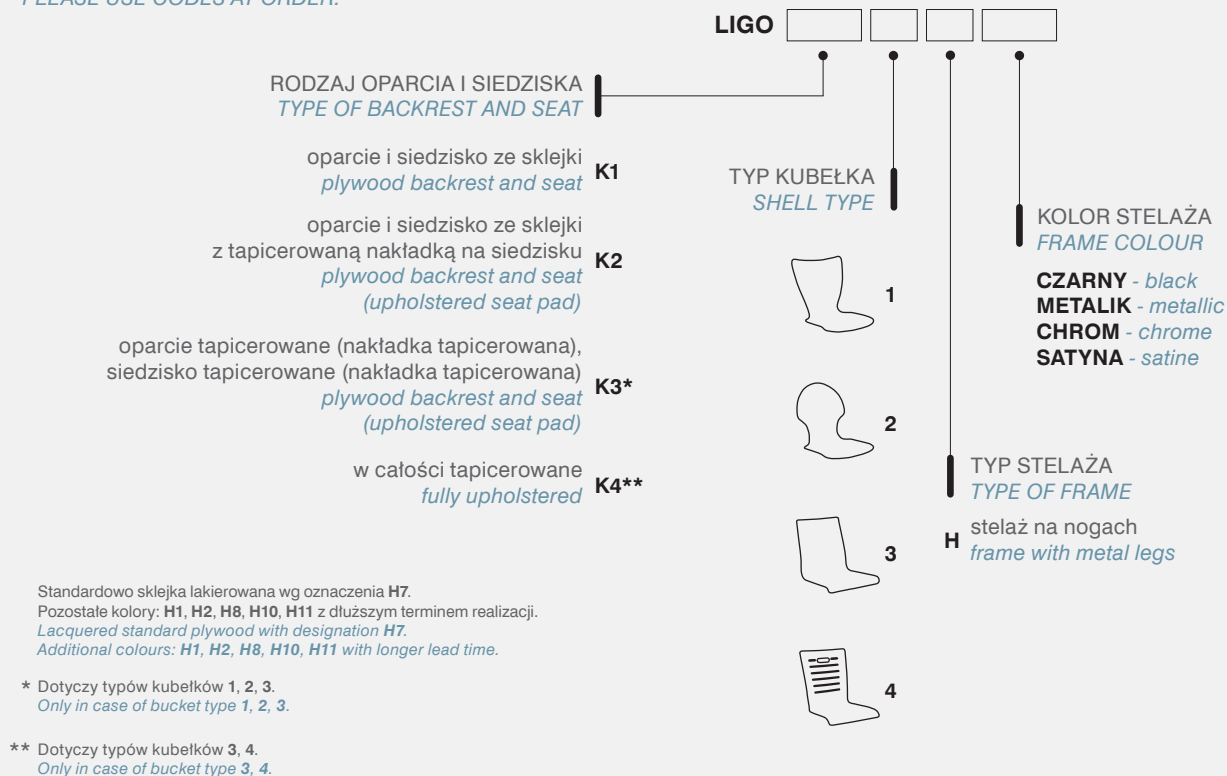 PLEASE USE CODES AT ORDER:
LIGO
RODZAJ OPARCIA I SIEDZISKA
TYPE OF BACKREST AND SEAT
oparcie i siedzisko ze sklejki
plywood backrest and seat
K1
oparcie i siedzisko ze sklejki
z tapicerowaną nakładką na siedzisku
plywood backrest and seat
(upholstered seat pad)
K2
oparcie tapicerowane (nakładka tapicerowana),
siedzisko tapicerowane (nakładka tapicerowana)
plywood backrest and seat
(upholstered seat pad)
K3*
w całości tapicerowane
fully upholstered
K4**
TYP KUBEŁKA
SHELL TYPE
1
2
3
4
KOLOR STELAŻA
FRAME COLOUR
CZARNY - black
METALIK - metallic
CHROM - chrome
SATYNA - satine
TYP STELAŻA
TYPE OF FRAME
H
stelaż na nogach
frame with metal legs
Standardowo sklejka lakierowana wg oznaczenia H7.
Pozostałe kolory: H1, H2, H8, H10, H11 z dłuższym terminem realizacji.
Lacquered standard plywood with designation H7.
Additional colours: H1, H2, H8, H10, H11 with longer lead time.
* Dotyczy typów kubełków 1, 2, 3.
Only in case of bucket type 1, 2, 3.
** Dotyczy typów kubełków 3, 4.
Only in case of bucket type 3, 4.